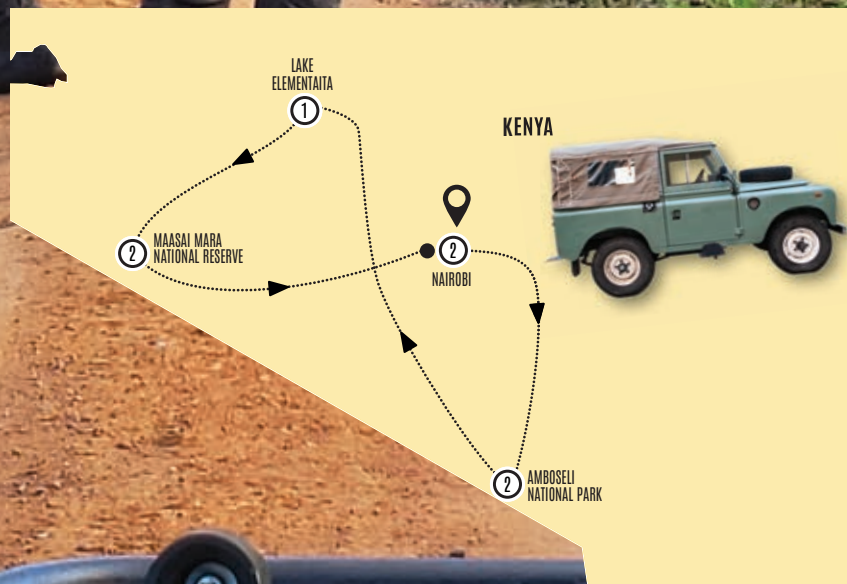 LAKE
ELEMENTAITA
1
KENYA
2
MAASAI MARA
NATIONAL RESERVE
2
NAIROBI
2
AMBOSELI
NATIONAL PARK